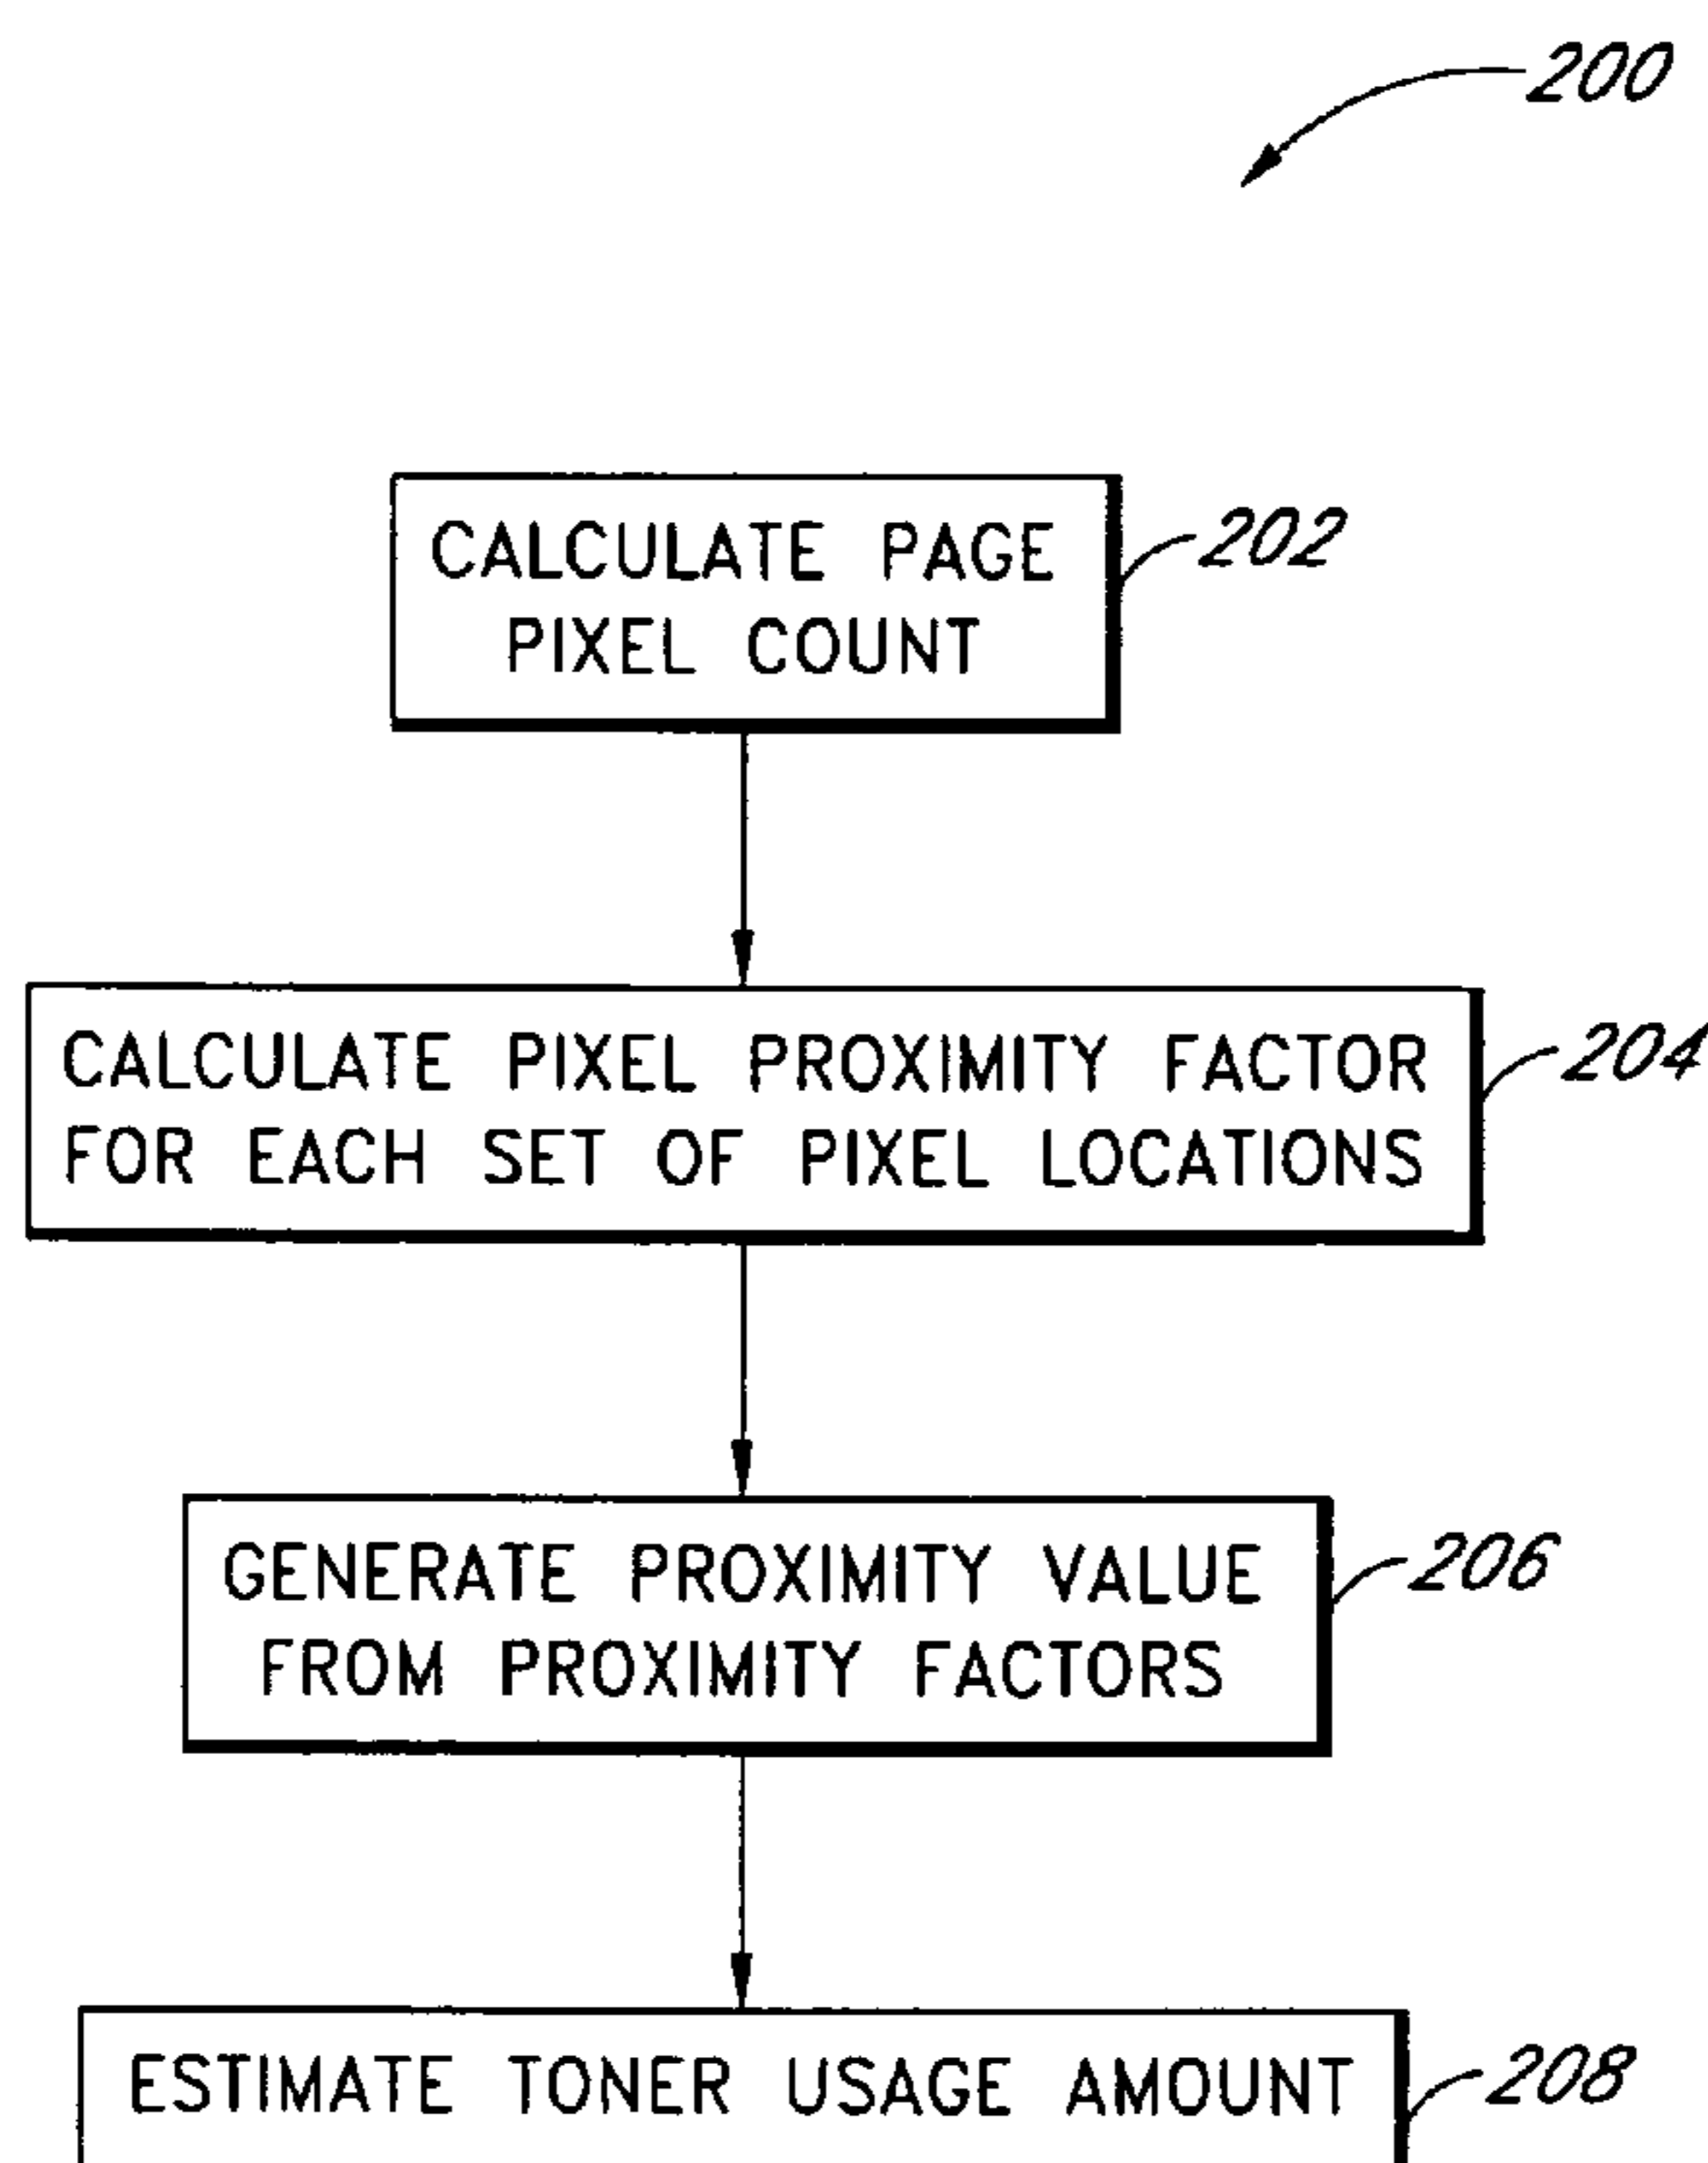 200
CALCULATE PAGE
PIXEL COUNT
202
CALCULATE PIXEL PROXIMITY FACTOR
FOR EACH SET OF PIXEL LOCATIONS
204
GENERATE PROXIMITY VALUE
FROM PROXIMITY FACTORS
206
ESTIMATE TONER USAGE AMOUNT
208